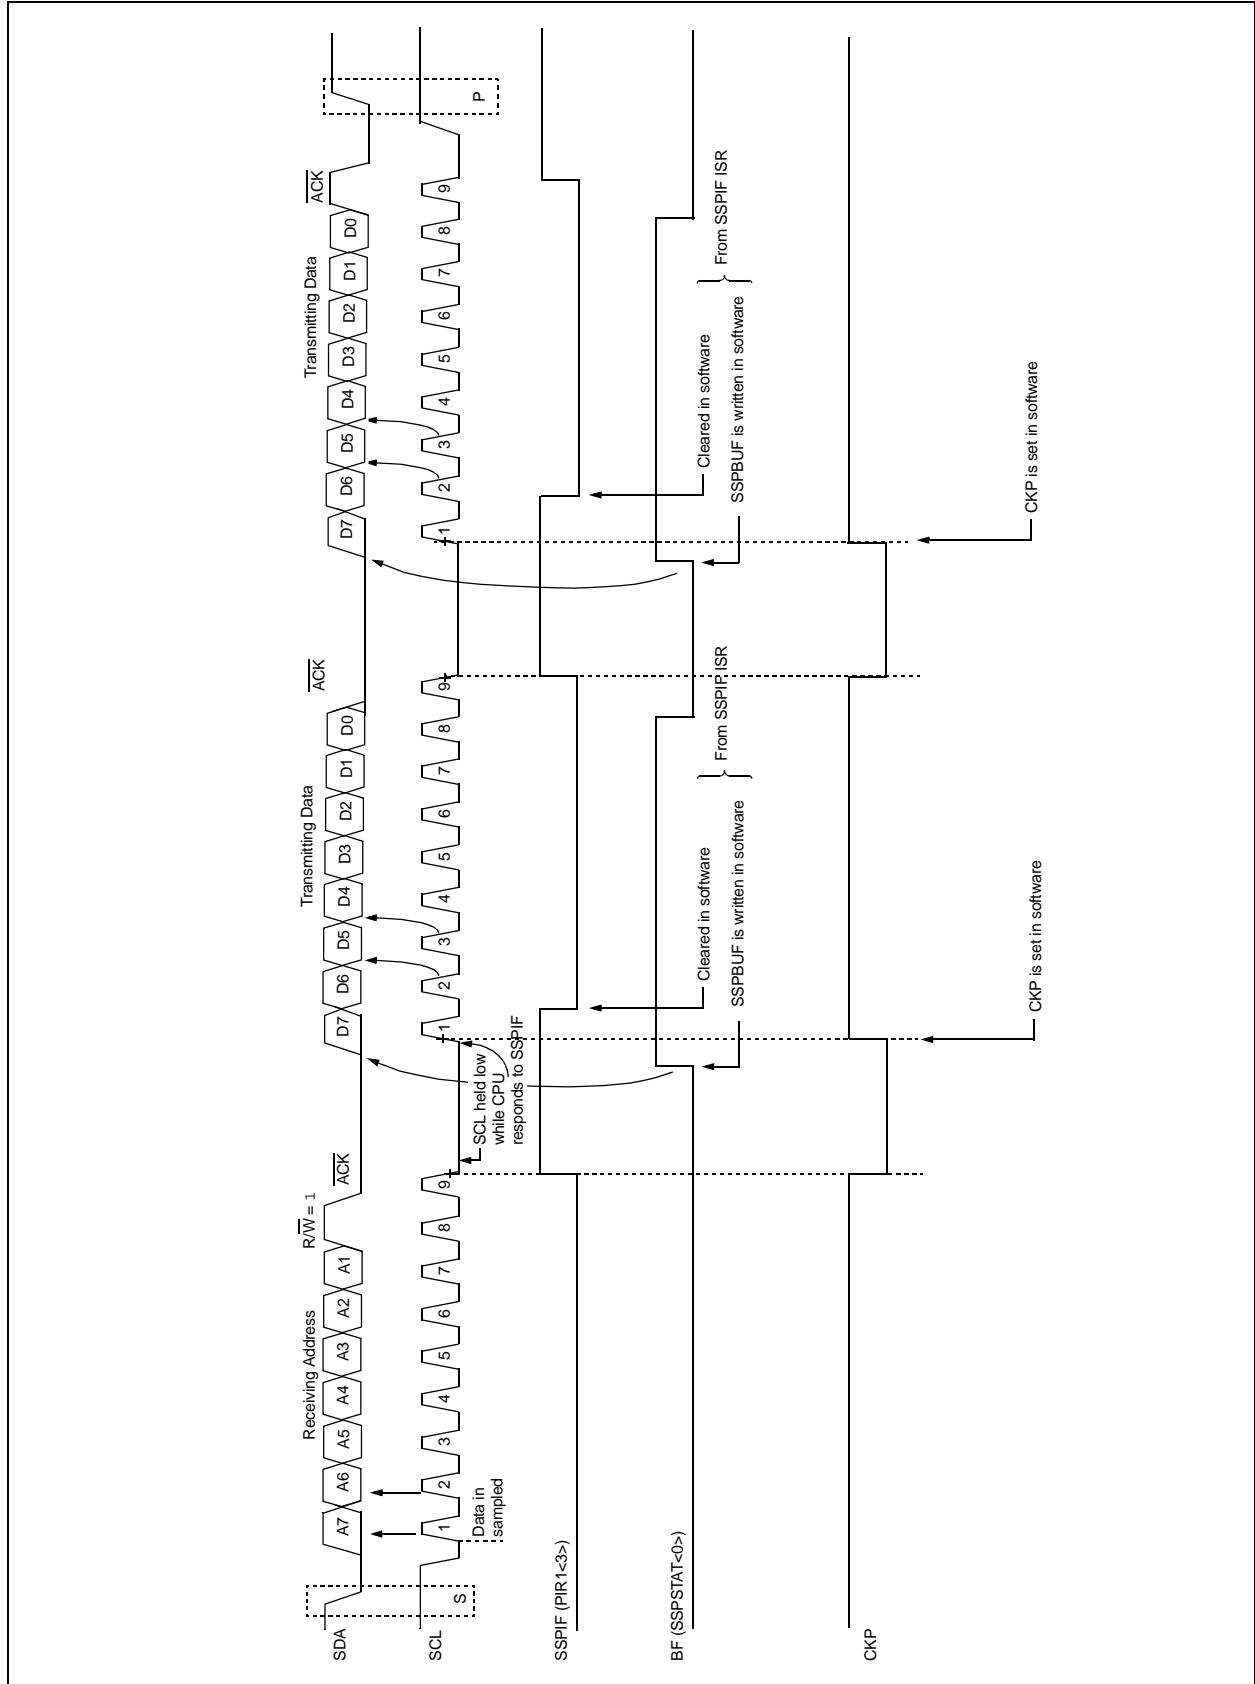 Receiving Address
R/W = 1
ACK
Transmitting Data
ACK
Transmitting Data
ACK
SDA
A7 A6 A5 A4 A3 A2 A1
D7 D6 D5 D4 D3 D2 D1 D0
D7 D6 D5 D4 D3 D2 D1 D0
SCL
S
1 2 3 4 5 6 7 8 9
1 2 3 4 5 6 7 8 9
1 2 3 4 5 6 7 8 9
P
Data in
sampled
SCL held low
while CPU
responds to SSPIF
SSPIF (PIR1<3>)
BF (SSPSTAT<0>)
Cleared in software
SSPBUF is written in software
From SSPIF ISR
Cleared in software
SSPBUF is written in software
From SSPIF ISR
CKP
CKP is set in software
CKP is set in software